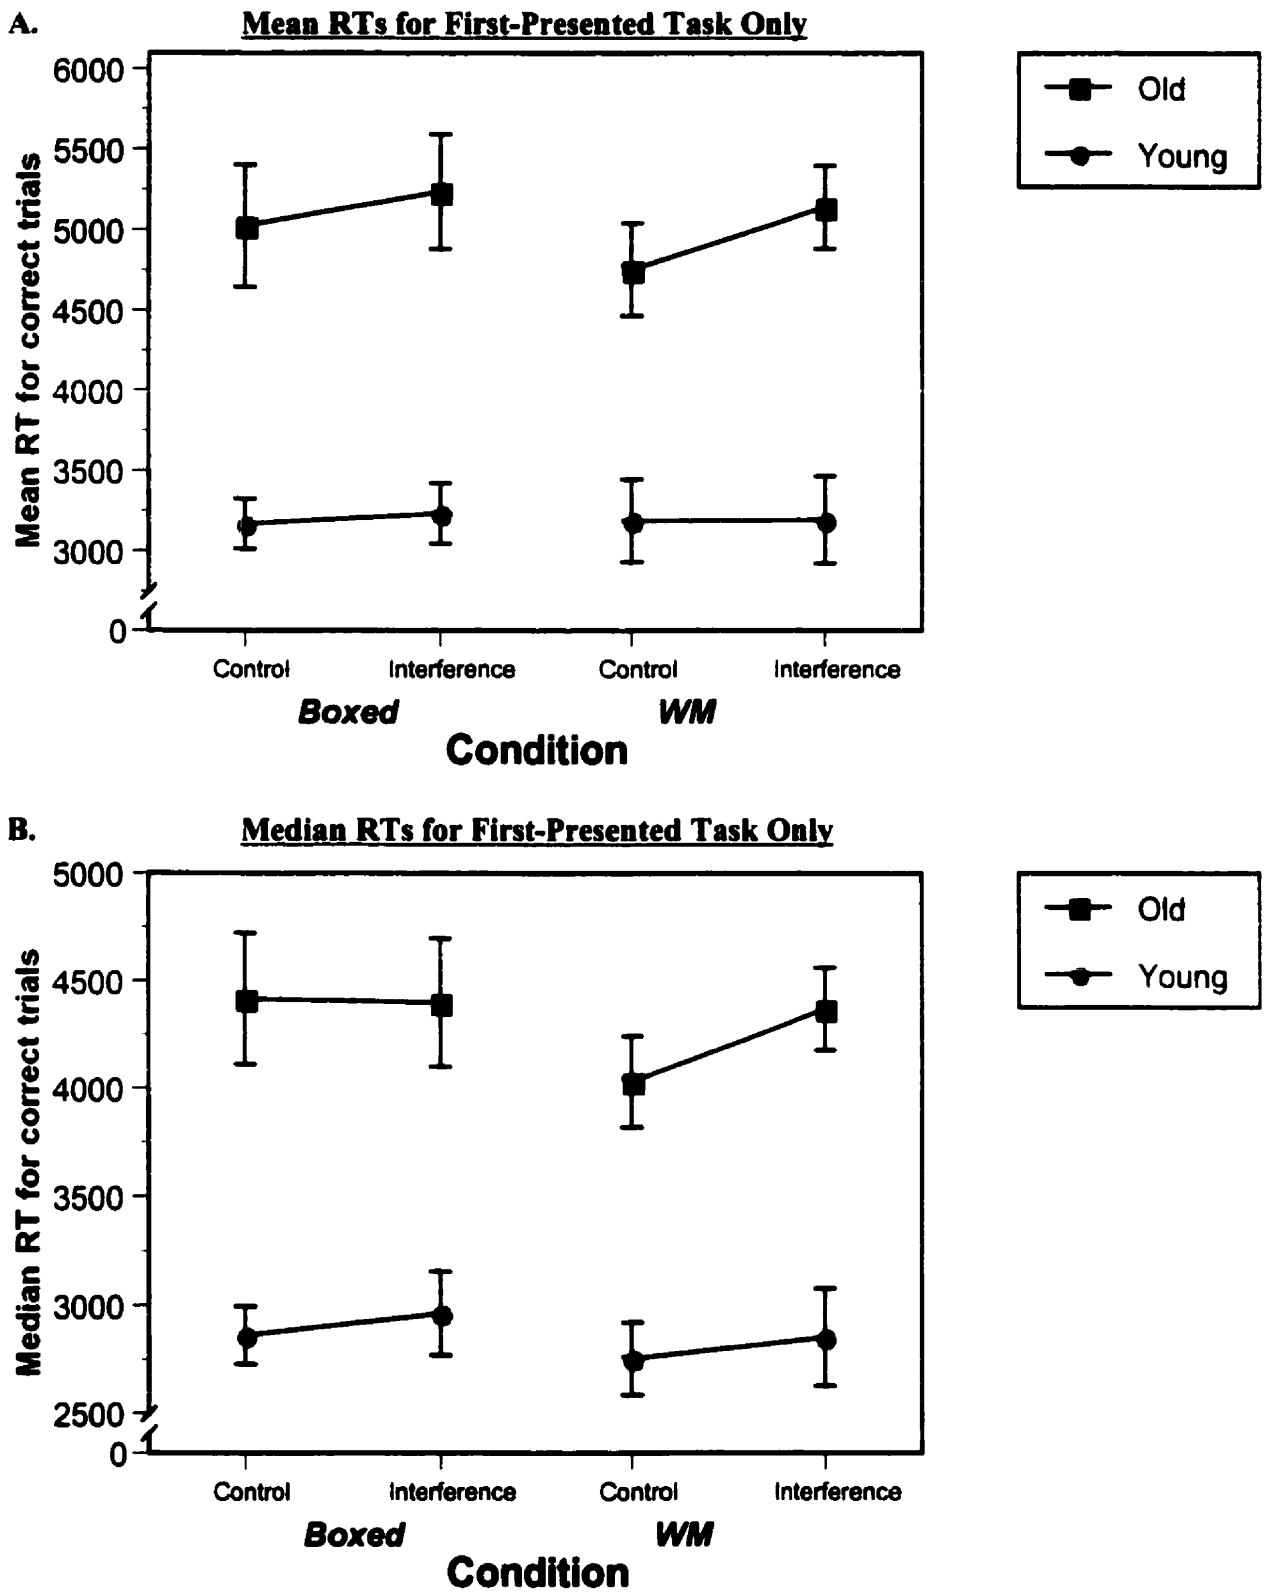 A.
Mean RTs for First-Presented Task Only
Mean RT for correct trials
6000
5500
5000
4500
4000
3500
3000
0
Old
Young
Control Interference Control Interference
Boxed WM
Condition
B.
Median RTs for First-Presented Task Only
Median RT for correct trials
5000
4500
4000
3500
3000
2500
0
Old
Young
Control Interference Control Interference
Boxed WM
Condition